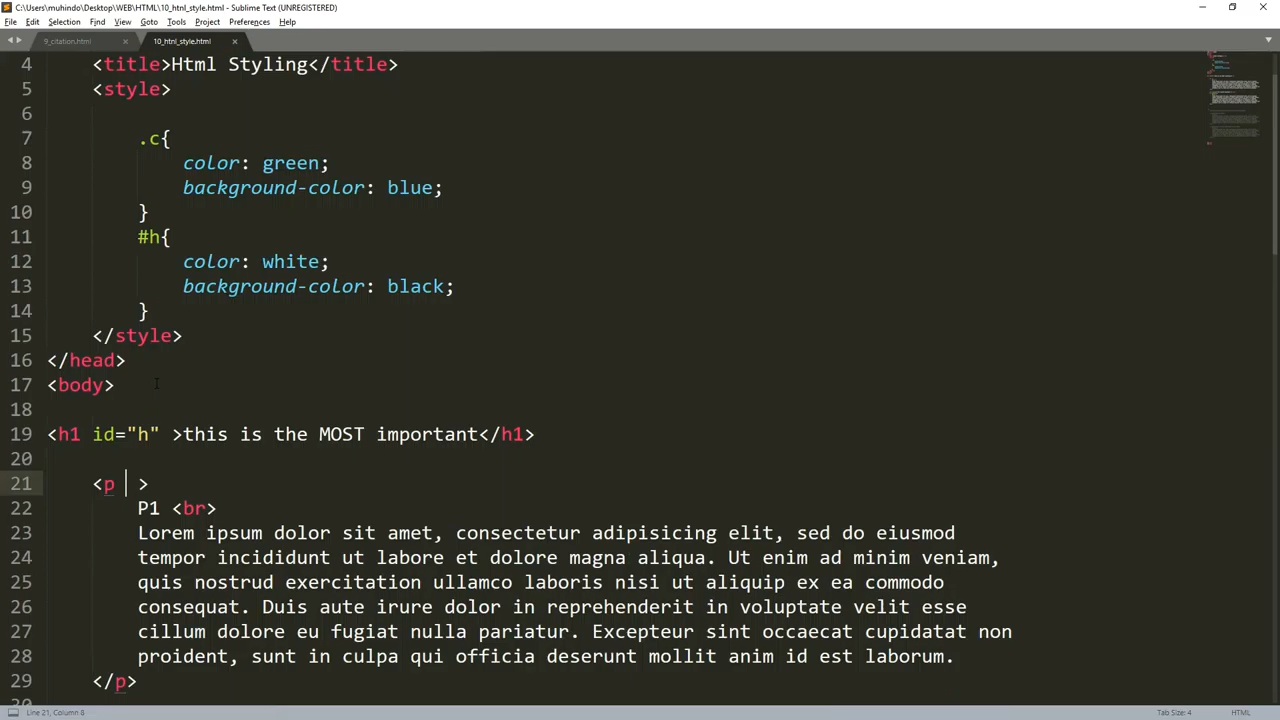 C:\Users\muhindo\Desktop\WEB\HTML\10_html_style.html - Sublime Text (UNREGISTERED)
File Edit Selection Find View Goto Tools Project Preferences Help
9_citation.html 10_html_style.html
4 <title>Html Styling</title>
5 <style>
6
7 .c{
8 color: green;
9 background-color: blue;
10 }
11 #h{
12 color: white;
13 background-color: black;
14 }
15 </style>
16 </head>
17 <body>
18
19 <h1 id="h" >this is the MOST important</h1>
20
21 <p >
22 P1 <br>
23 Lorem ipsum dolor sit amet, consectetur adipisicing elit, sed do eiusmod
24 tempor incididunt ut labore et dolore magna aliqua. Ut enim ad minim veniam,
25 quis nostrud exercitation ullamco laboris nisi ut aliquip ex ea commodo
26 consequat. Duis aute irure dolor in reprehenderit in voluptate velit esse
27 cillum dolore eu fugiat nulla pariatur. Excepteur sint occaecat cupidatat non
28 proident, sunt in culpa qui officia deserunt mollit anim id est laborum.
29 </p>
Line 21, Column 8 Tab Size: 4 HTML